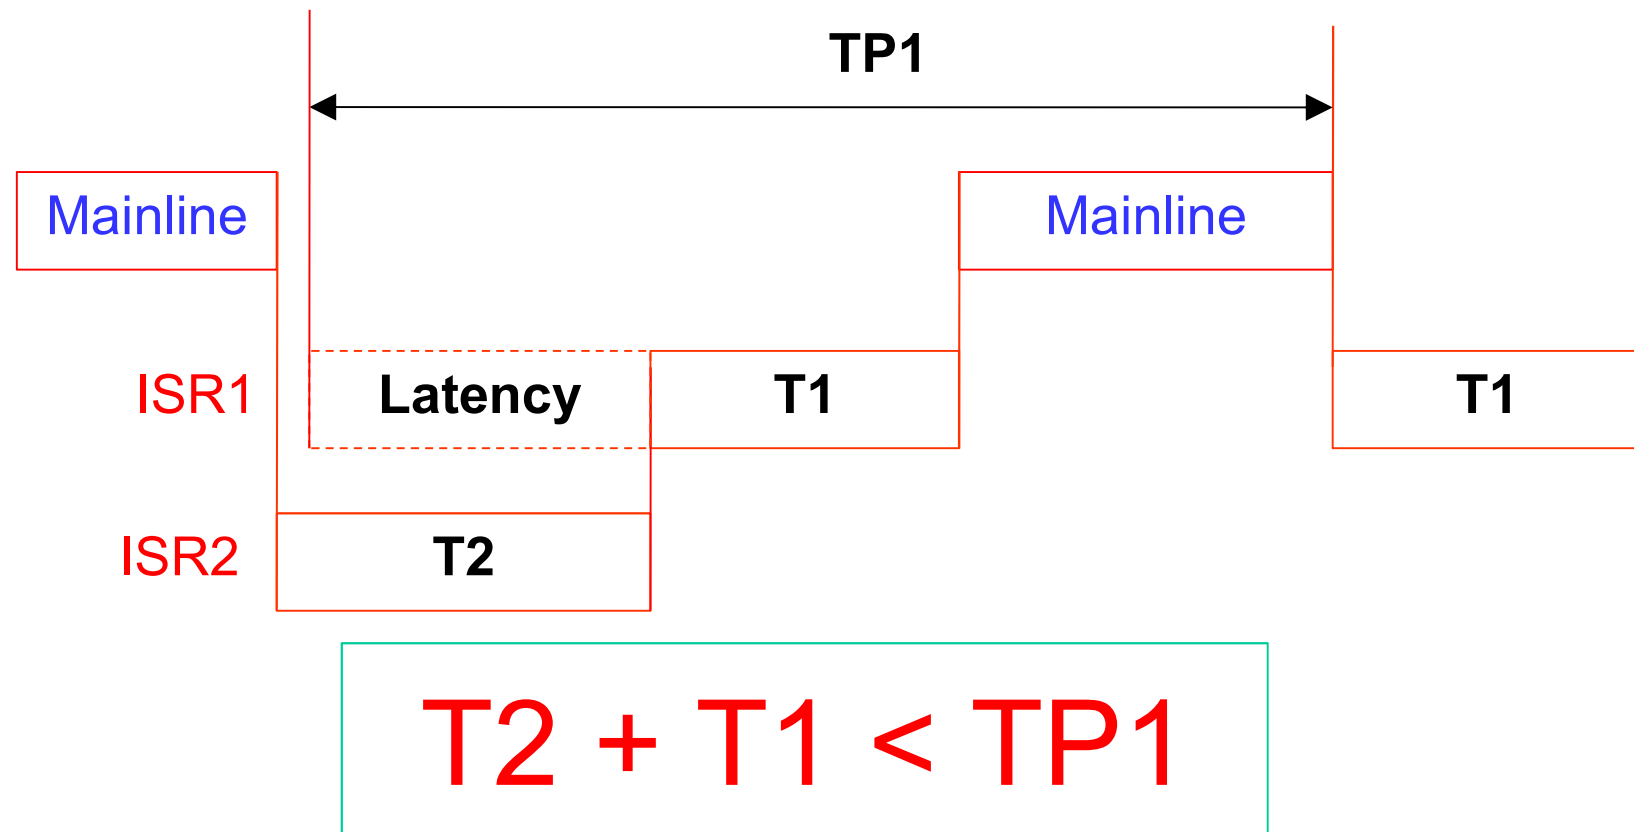 TP1
Mainline Mainline
ISR1 Latency T1 T1
ISR2 T2
T2 + T1 < TP1